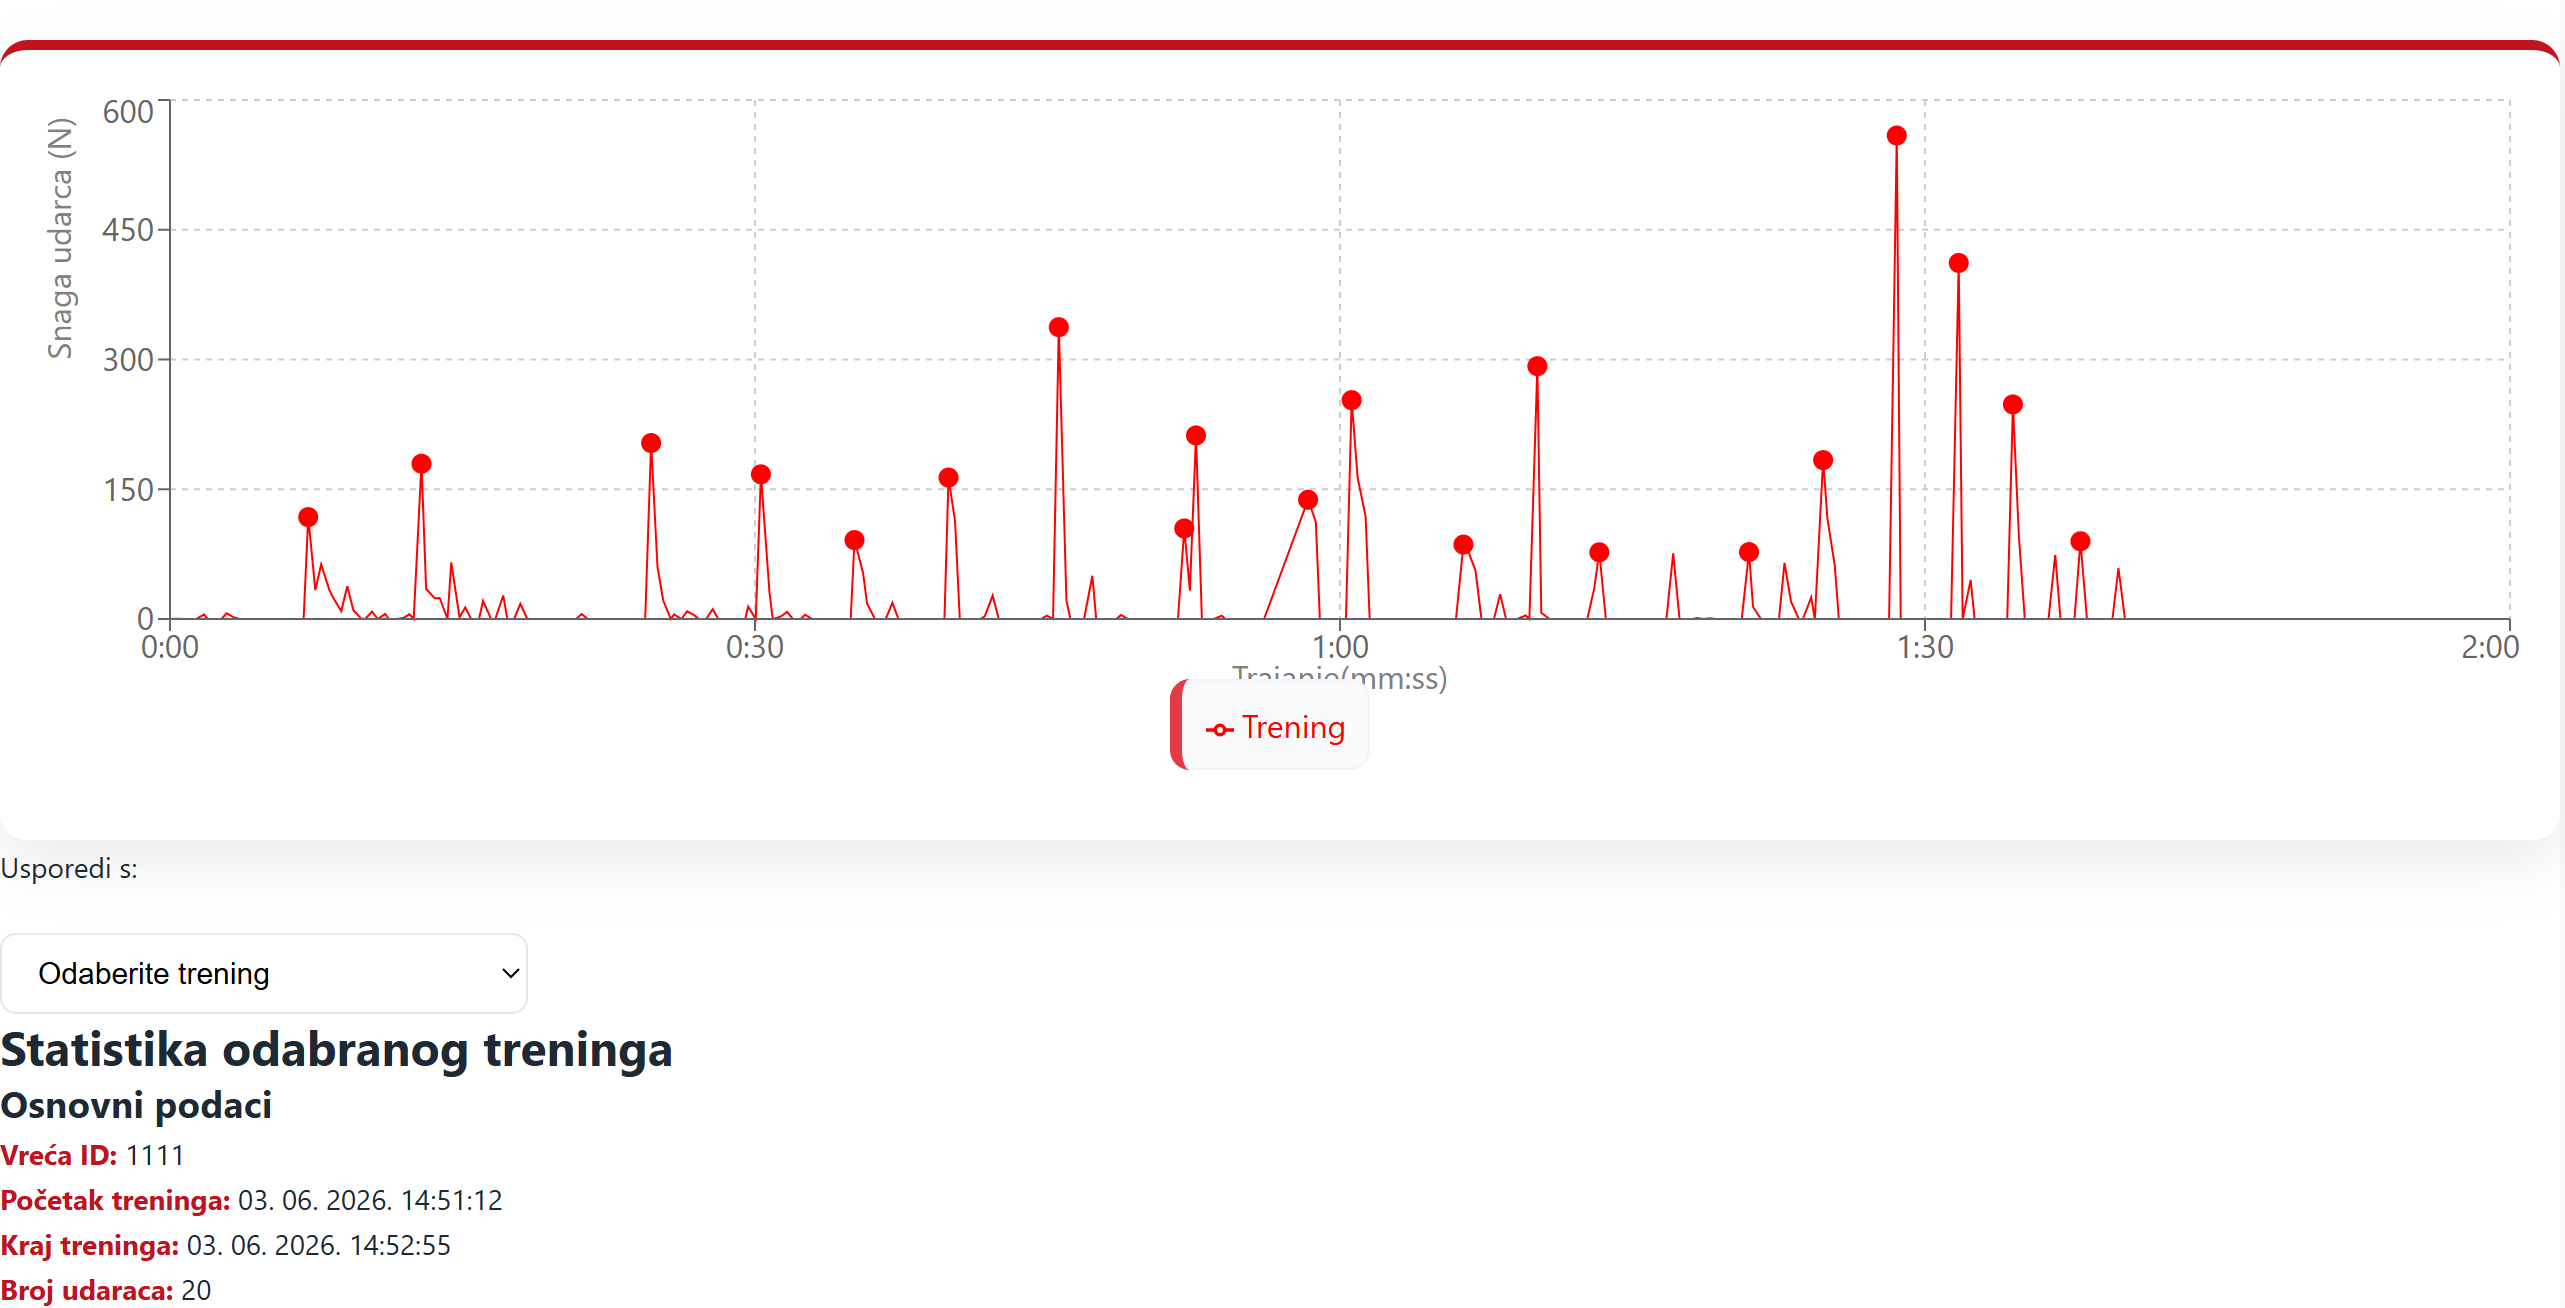 Snaga udarca (N)
600
450
300
150
0
0:00 0:30 1:00 1:30 2:00
Trajanje(mm:ss)
Trening
Usporedi s:
Odaberite trening
Statistika odabranog treninga
Osnovni podaci
Vreća ID: 1111
Početak treninga: 03. 06. 2026. 14:51:12
Kraj treninga: 03. 06. 2026. 14:52:55
Broj udaraca: 20